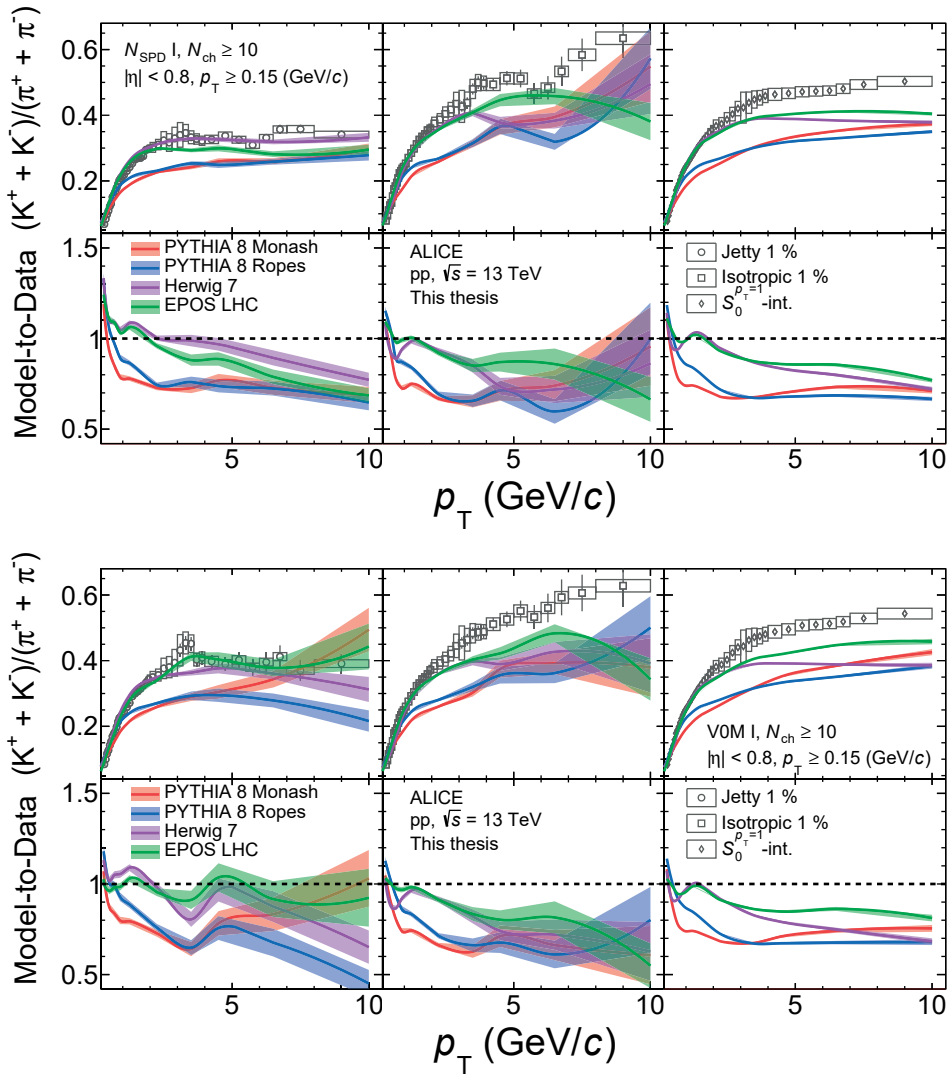 (K⁺ + K⁻)/(π⁺ + π⁻)
0.6
0.4
0.2
N_SPD I, N_ch ≥ 10
|η| < 0.8, p_T ≥ 0.15 (GeV/c)
Model-to-Data
1.5
1
0.5
PYTHIA 8 Monash
PYTHIA 8 Ropes
Herwig 7
EPOS LHC
ALICE
pp, √s = 13 TeV
This thesis
Jetty 1 %
Isotropic 1 %
S₀^{p_T=1}-int.
5 10 5 10 5 10
p_T (GeV/c)
(K⁺ + K⁻)/(π⁺ + π⁻)
0.6
0.4
0.2
V0M I, N_ch ≥ 10
|η| < 0.8, p_T ≥ 0.15 (GeV/c)
Model-to-Data
1.5
1
0.5
PYTHIA 8 Monash
PYTHIA 8 Ropes
Herwig 7
EPOS LHC
ALICE
pp, √s = 13 TeV
This thesis
Jetty 1 %
Isotropic 1 %
S₀^{p_T=1}-int.
5 10 5 10 5 10
p_T (GeV/c)